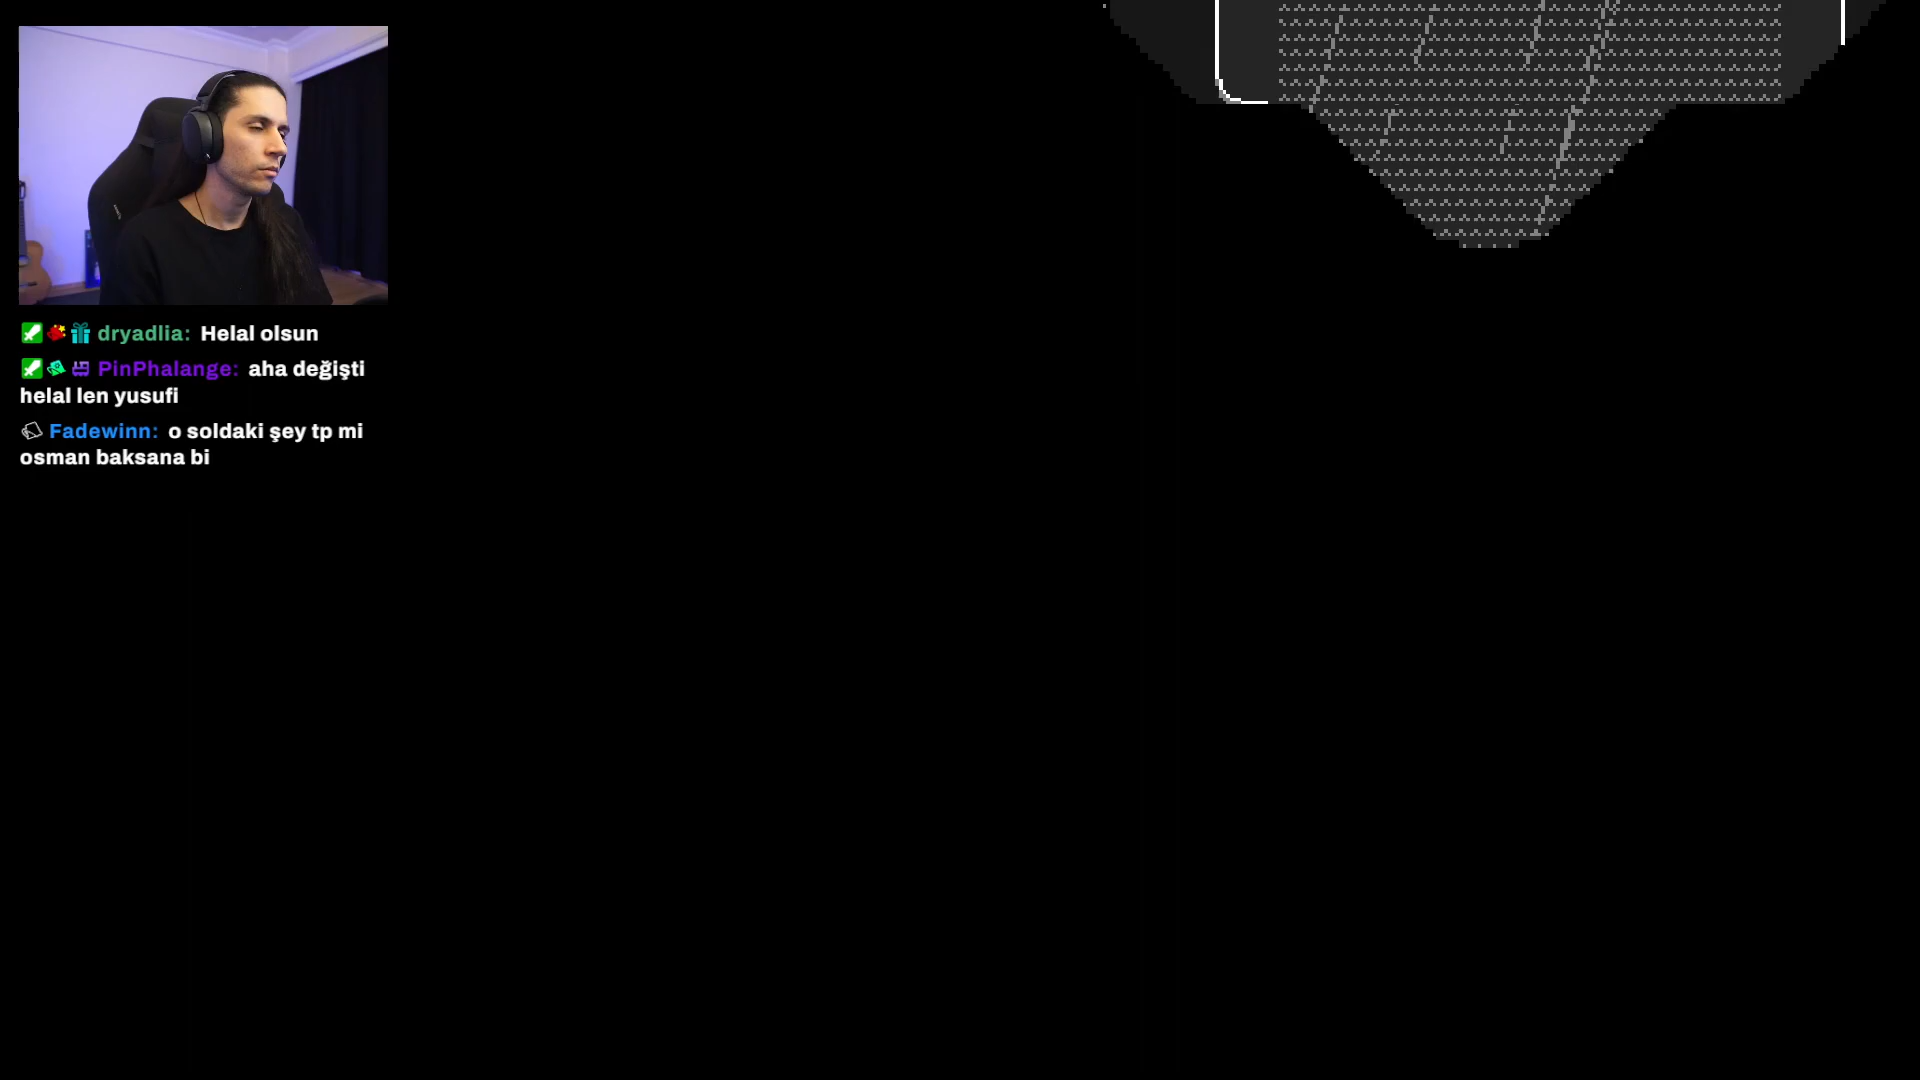 dryadlia: Helal olsun
PinPhalange: aha değişti
helal len yusufi
Fadewinn: o soldaki şey tp mi
osman baksana bi